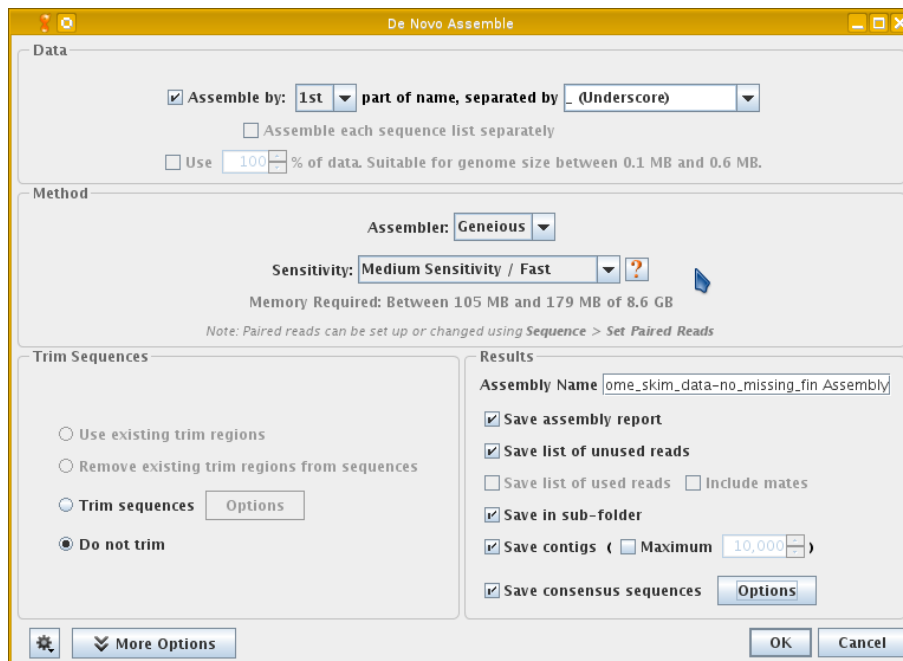 De Novo Assemble
Data
Assemble by: 1st part of name, separated by _ (Underscore)
Assemble each sequence list separately
Use 100 % of data. Suitable for genome size between 0.1 MB and 0.6 MB.
Method
Assembler: Geneious
Sensitivity: Medium Sensitivity / Fast ?
Memory Required: Between 105 MB and 179 MB of 8.6 GB
Note: Paired reads can be set up or changed using Sequence > Set Paired Reads
Trim Sequences
Use existing trim regions
Remove existing trim regions from sequences
Trim sequences Options
Do not trim
Results
Assembly Name ome_skim_data-no_missing_fin Assembly
Save assembly report
Save list of unused reads
Save list of used reads Include mates
Save in sub-folder
Save contigs ( Maximum 10,000 )
Save consensus sequences Options
More Options
OK Cancel